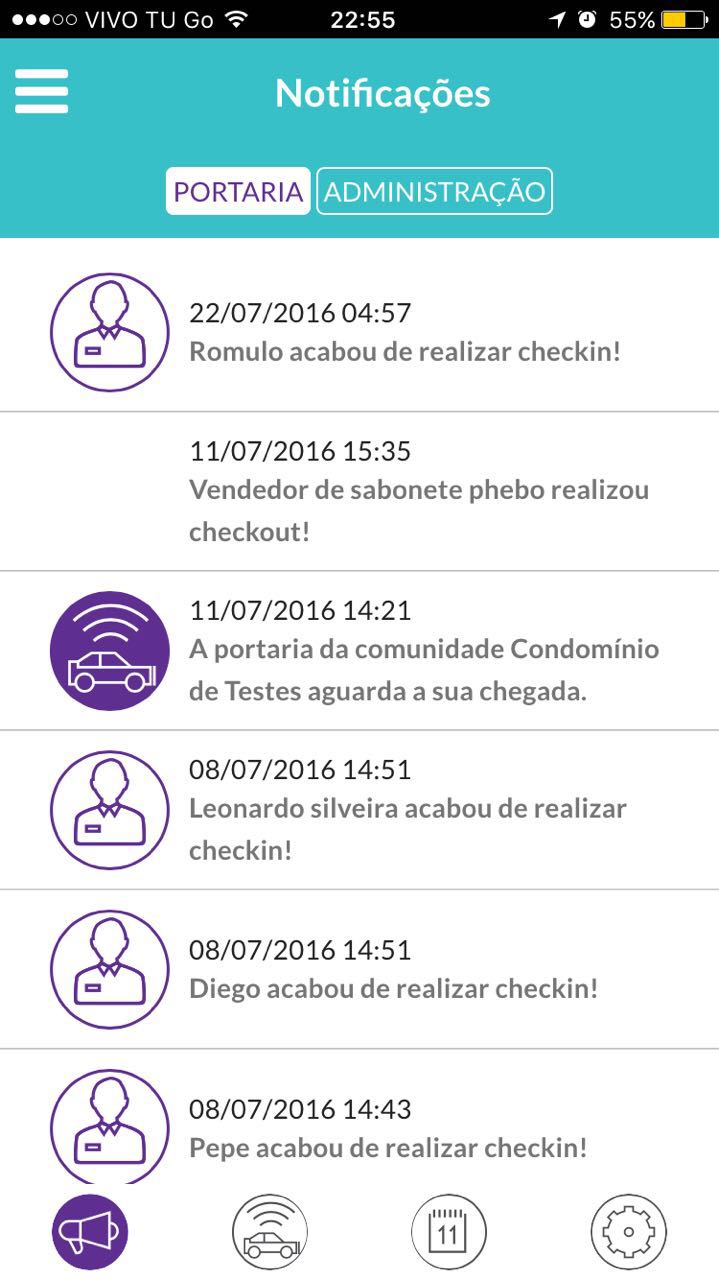 VIVO TU Go 22:55 55%
Notificações
PORTARIA ADMINISTRAÇÃO
22/07/2016 04:57
Romulo acabou de realizar checkin!
11/07/2016 15:35
Vendedor de sabonete phebo realizou
checkout!
11/07/2016 14:21
A portaria da comunidade Condomínio
de Testes aguarda a sua chegada.
08/07/2016 14:51
Leonardo silveira acabou de realizar
checkin!
08/07/2016 14:51
Diego acabou de realizar checkin!
08/07/2016 14:43
Pepe acabou de realizar checkin!
11